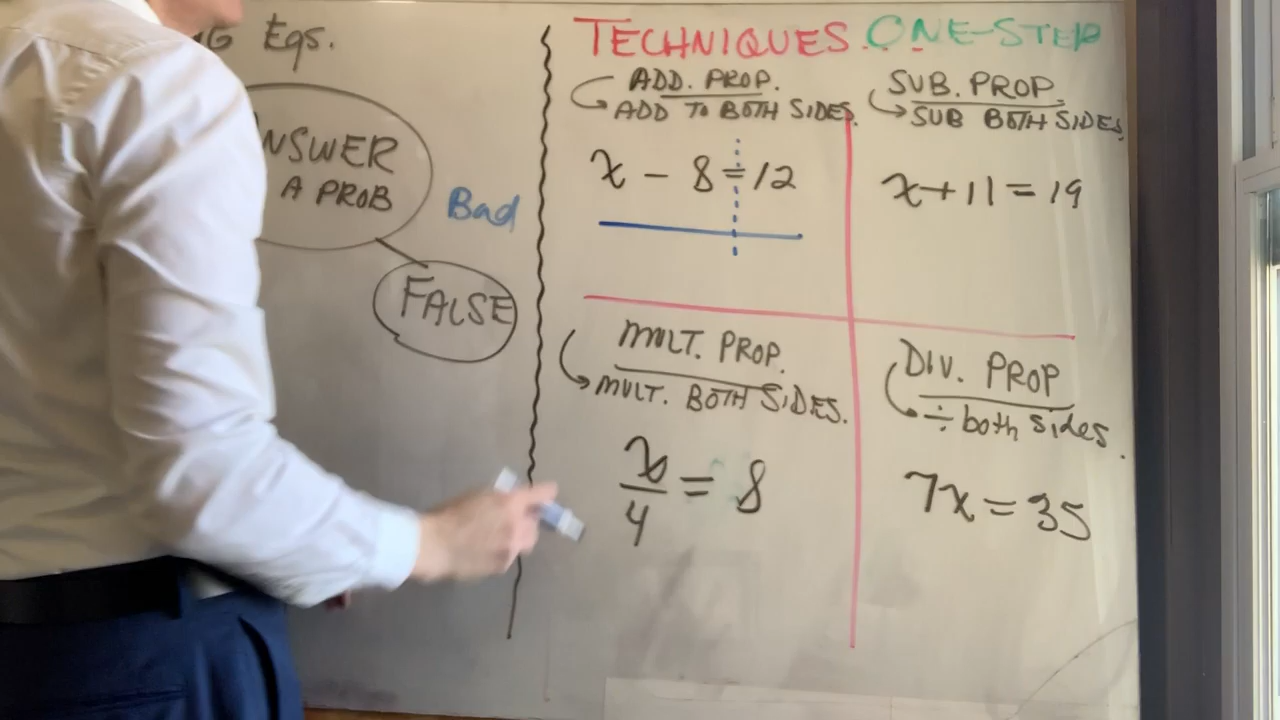 G Eqs.
NSWER
A PROB
Bad
FALSE
TECHNIQUES. ONE-STEP
ADD. PROP.
ADD TO BOTH SIDES.
x - 8 = 12
SUB. PROP
SUB BOTH SIDES
x + 11 = 19
MULT. PROP.
MULT. BOTH SIDES.
x/4 = 8
DIV. PROP
÷ both sides.
7x = 35